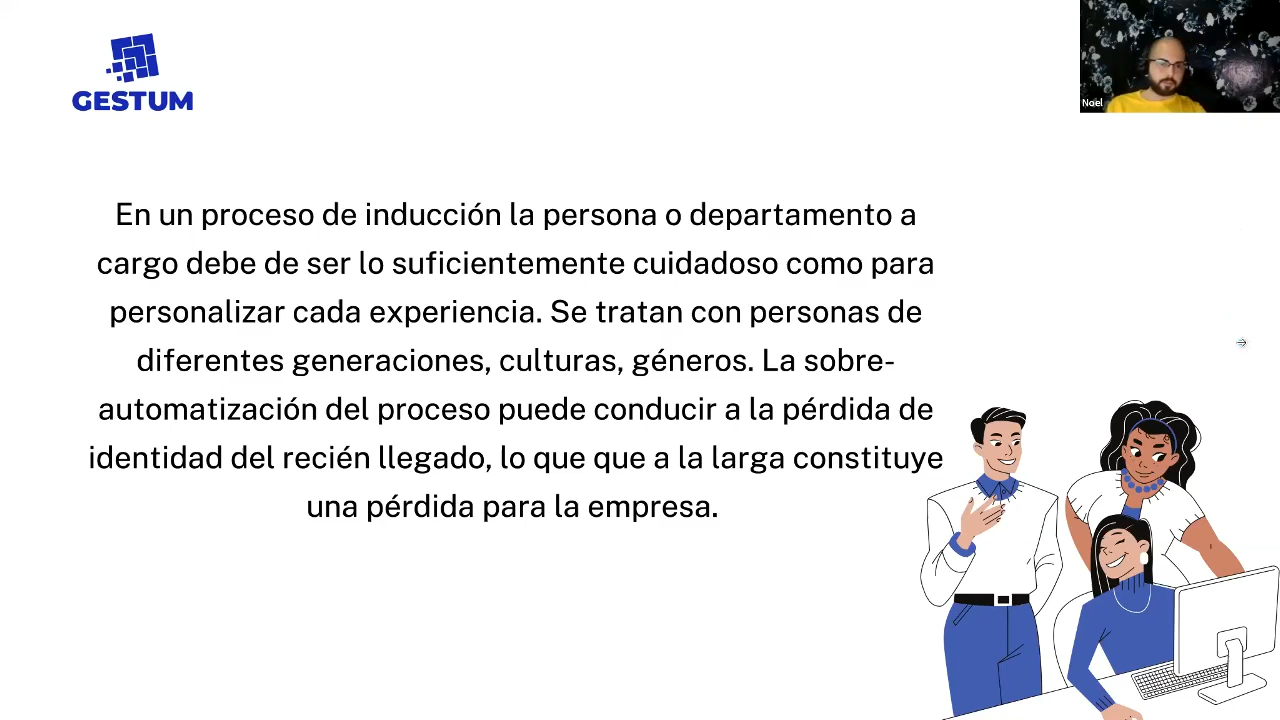 GESTUM
Noel
En un proceso de inducción la persona o departamento a
cargo debe de ser lo suficientemente cuidadoso como para
personalizar cada experiencia. Se tratan con personas de
diferentes generaciones, culturas, géneros. La sobre-
automatización del proceso puede conducir a la pérdida de
identidad del recién llegado, lo que que a la larga constituye
una pérdida para la empresa.